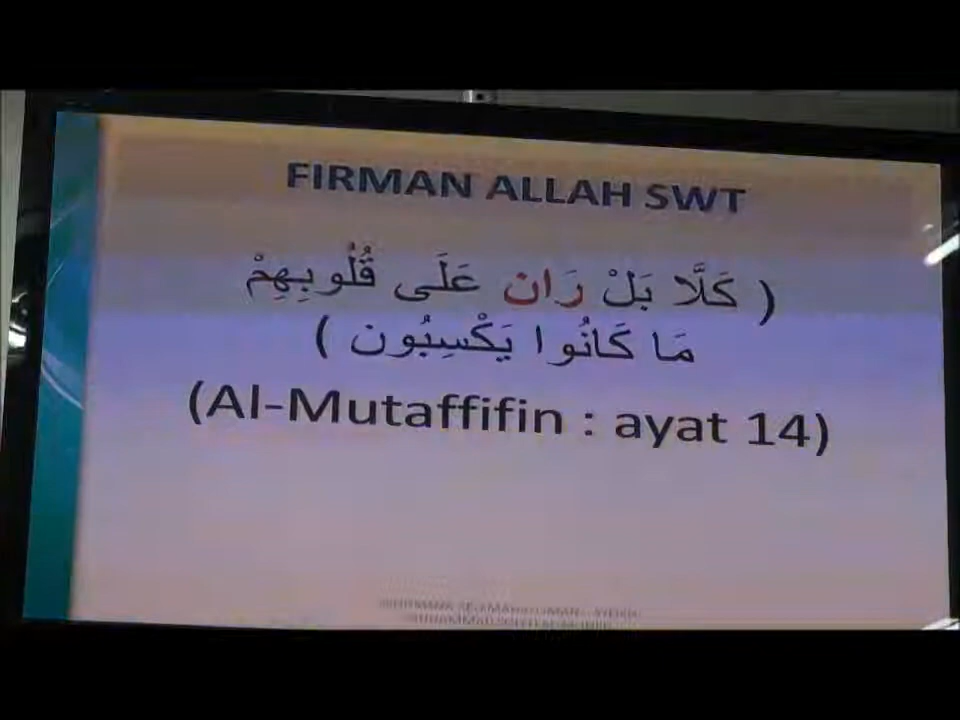 FIRMAN ALLAH SWT
( كَلَّا بَلْ رَان عَلَى قُلُوبِهِمْ
مَا كَانُوا يَكْسِبُون )
(Al-Mutaffifin : ayat 14)